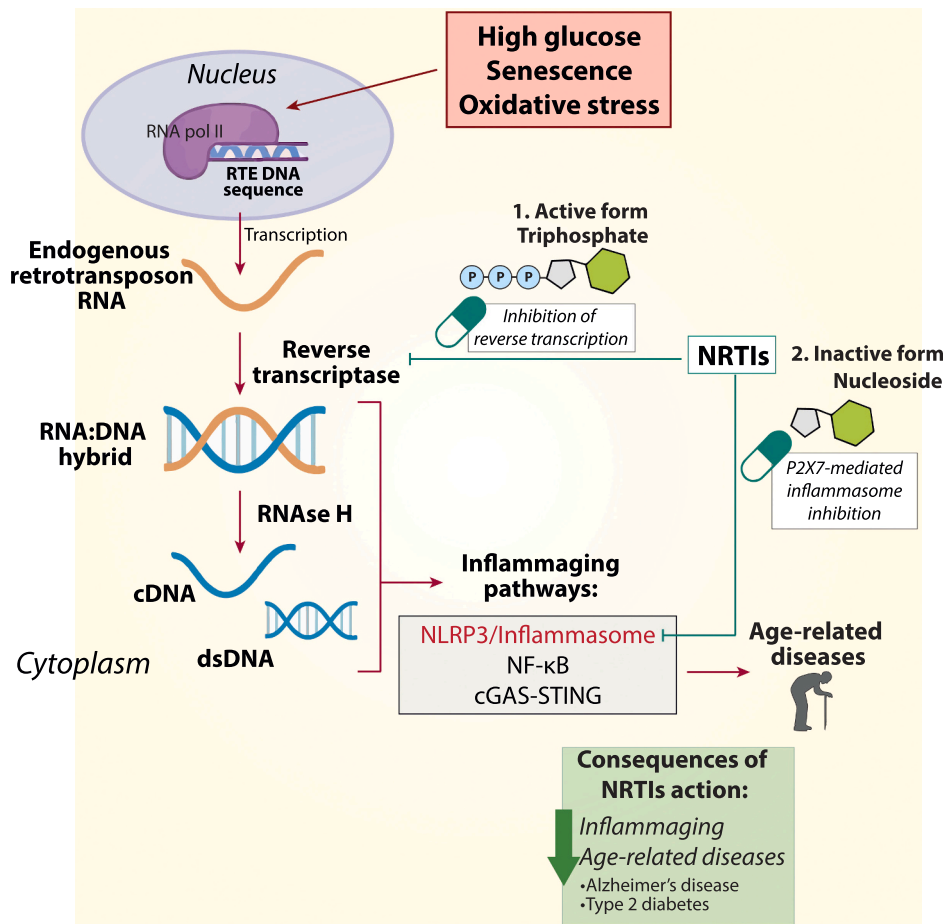 High glucose
Senescence
Oxidative stress
Nucleus
RNA pol II
RTE DNA
sequence
Transcription
Endogenous
retrotransposon
RNA
1. Active form
Triphosphate
P P P
Inhibition of
reverse transcription
Reverse
transcriptase
NRTIs
2. Inactive form
Nucleoside
RNA:DNA
hybrid
P2X7-mediated
inflammasome
inhibition
RNAse H
cDNA
dsDNA
Cytoplasm
Inflammaging
pathways:
NLRP3/Inflammasome
NF-κB
cGAS-STING
Age-related
diseases
Consequences of
NRTIs action:
Inflammaging
Age-related diseases
•Alzheimer's disease
•Type 2 diabetes